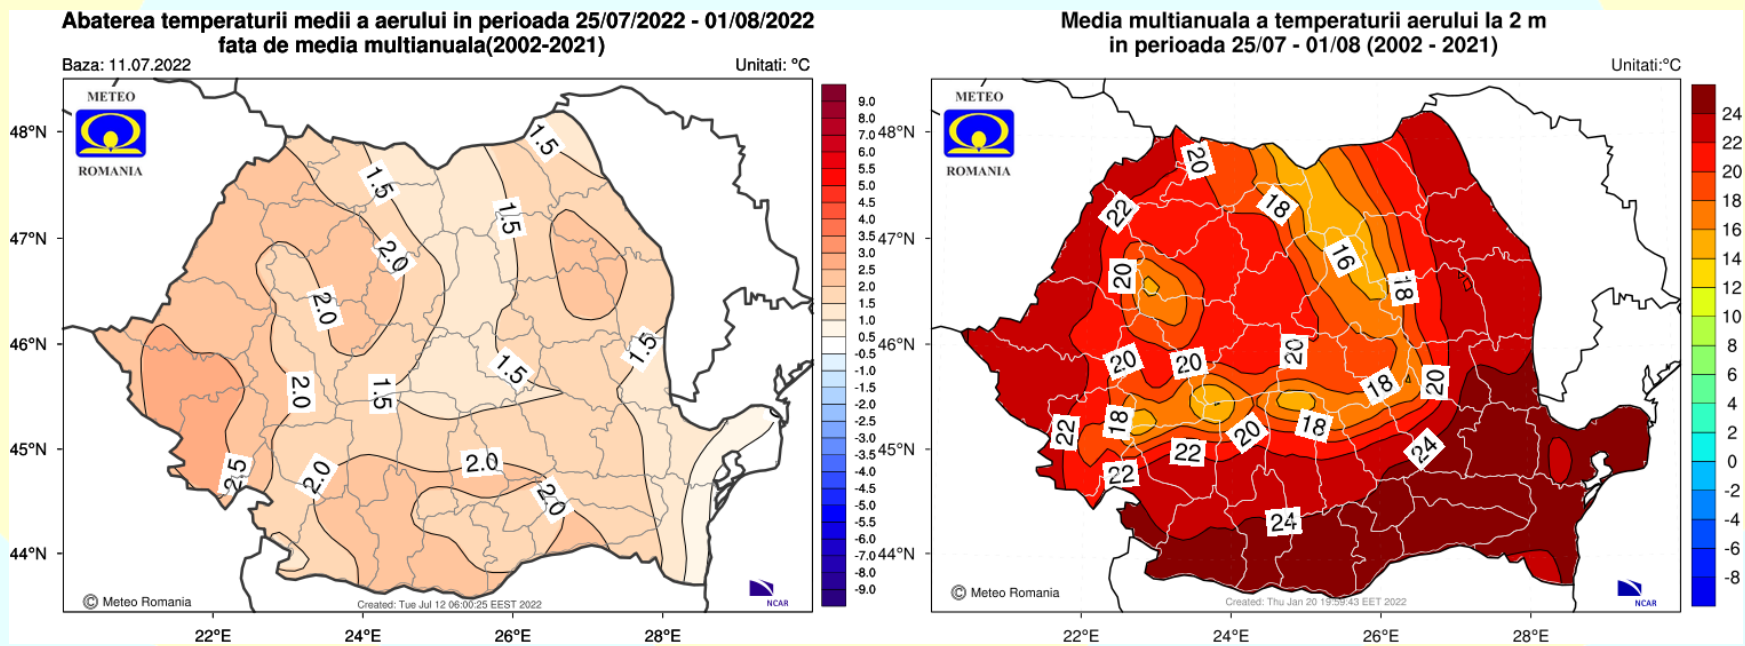 Abaterea temperaturii medii a aerului in perioada 25/07/2022 - 01/08/2022
fata de media multianuala(2002-2021)
Baza: 11.07.2022
Unitati: °C
METEO
ROMANIA
48°N
47°N
46°N
45°N
44°N
22°E
24°E
26°E
28°E
1.5
1.5
1.5
2.0
2.0
1.5
1.5
2.0
1.5
2.5
2.0
2.0
2.0
9.0
8.0
7.0
6.0
5.5
5.0
4.5
4.0
3.5
3.0
2.5
2.0
1.5
1.0
0.5
-0.5
-1.0
-1.5
-2.0
-2.5
-3.0
-3.5
-4.0
-4.5
-5.0
-5.5
-6.0
-7.0
-8.0
-9.0
© Meteo Romania
Created: Tue Jul 12 06:00:25 EEST 2022
NCAR
Media multianuala a temperaturii aerului la 2 m
in perioada 25/07 - 01/08 (2002 - 2021)
Unitati:°C
METEO
ROMANIA
48°N
47°N
46°N
45°N
44°N
22°E
24°E
26°E
28°E
20
22
18
16
20
18
20
20
20
18
20
22
18
20
18
22
24
22
24
24
22
20
18
16
14
12
10
8
6
4
2
0
-2
-4
-6
-8
© Meteo Romania
Created: Thu Jan 20 19:59:43 EET 2022
NCAR